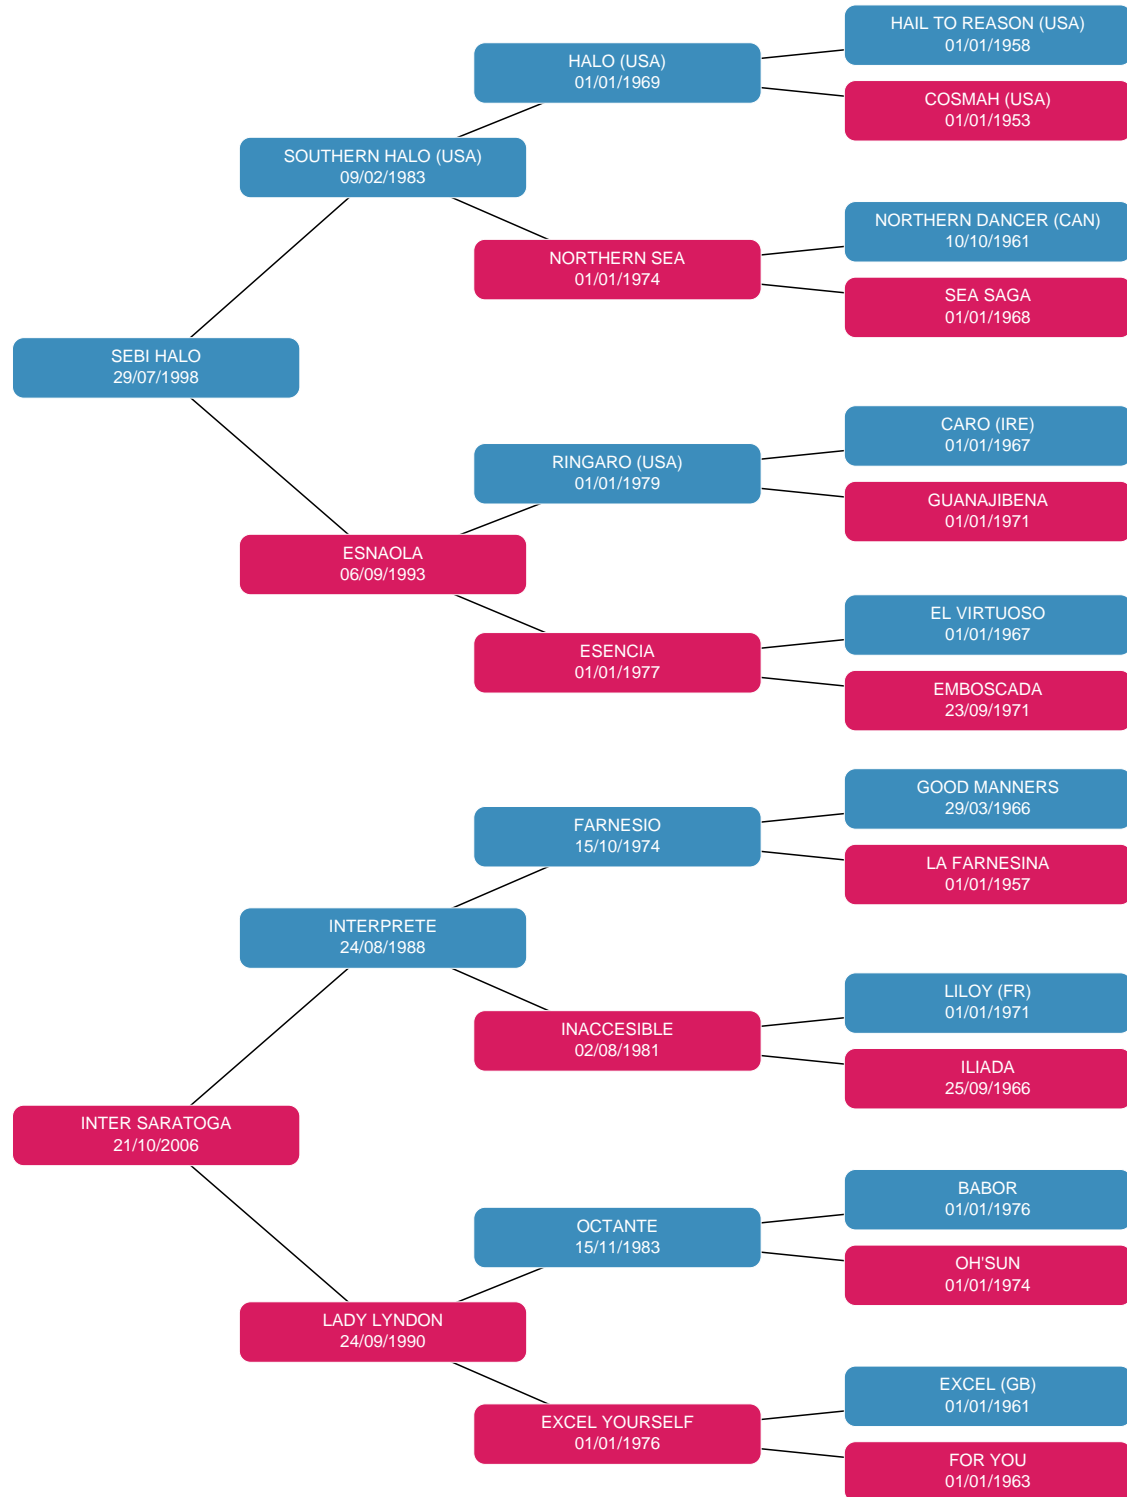 HAIL TO REASON (USA)
01/01/1958
HALO (USA)
01/01/1969
COSMAH (USA)
01/01/1953
SOUTHERN HALO (USA)
09/02/1983
NORTHERN DANCER (CAN)
10/10/1961
NORTHERN SEA
01/01/1974
SEA SAGA
01/01/1968
SEBI HALO
29/07/1998
CARO (IRE)
01/01/1967
RINGARO (USA)
01/01/1979
GUANAJIBENA
01/01/1971
ESNAOLA
06/09/1993
EL VIRTUOSO
01/01/1967
ESENCIA
01/01/1977
EMBOSCADA
23/09/1971
GOOD MANNERS
29/03/1966
FARNESIO
15/10/1974
LA FARNESINA
01/01/1957
INTERPRETE
24/08/1988
LILOY (FR)
01/01/1971
INACCESIBLE
02/08/1981
ILIADA
25/09/1966
INTER SARATOGA
21/10/2006
BABOR
01/01/1976
OCTANTE
15/11/1983
OH'SUN
01/01/1974
LADY LYNDON
24/09/1990
EXCEL (GB)
01/01/1961
EXCEL YOURSELF
01/01/1976
FOR YOU
01/01/1963